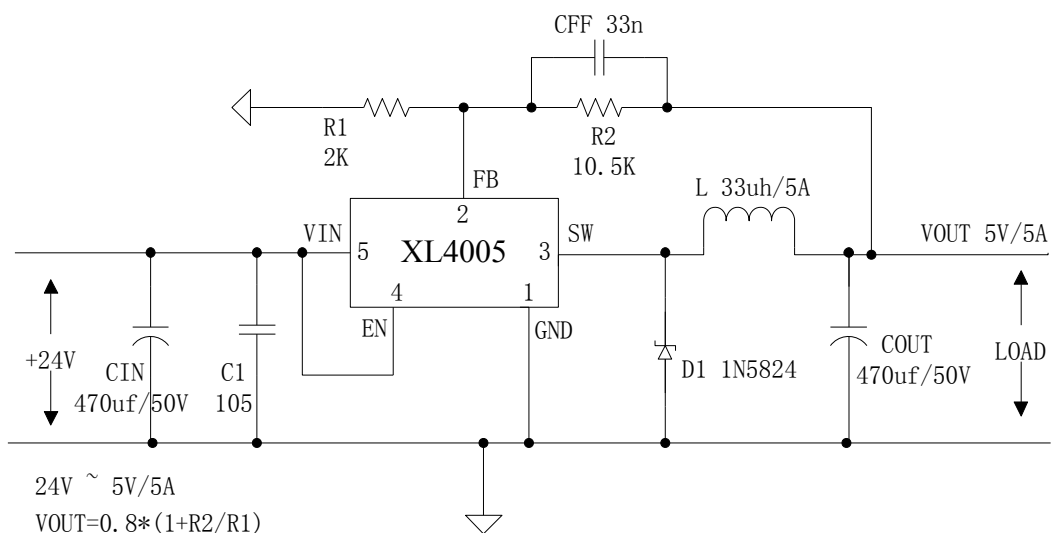 CFF 33n
R1
2K
R2
10.5K
FB
L 33uh/5A
2
VIN
5
XL4005
3
SW
VOUT 5V/5A
4
1
EN
GND
+24V
CIN
470uf/50V
C1
105
D1 1N5824
COUT
470uf/50V
LOAD
24V ~ 5V/5A
VOUT=0.8*(1+R2/R1)